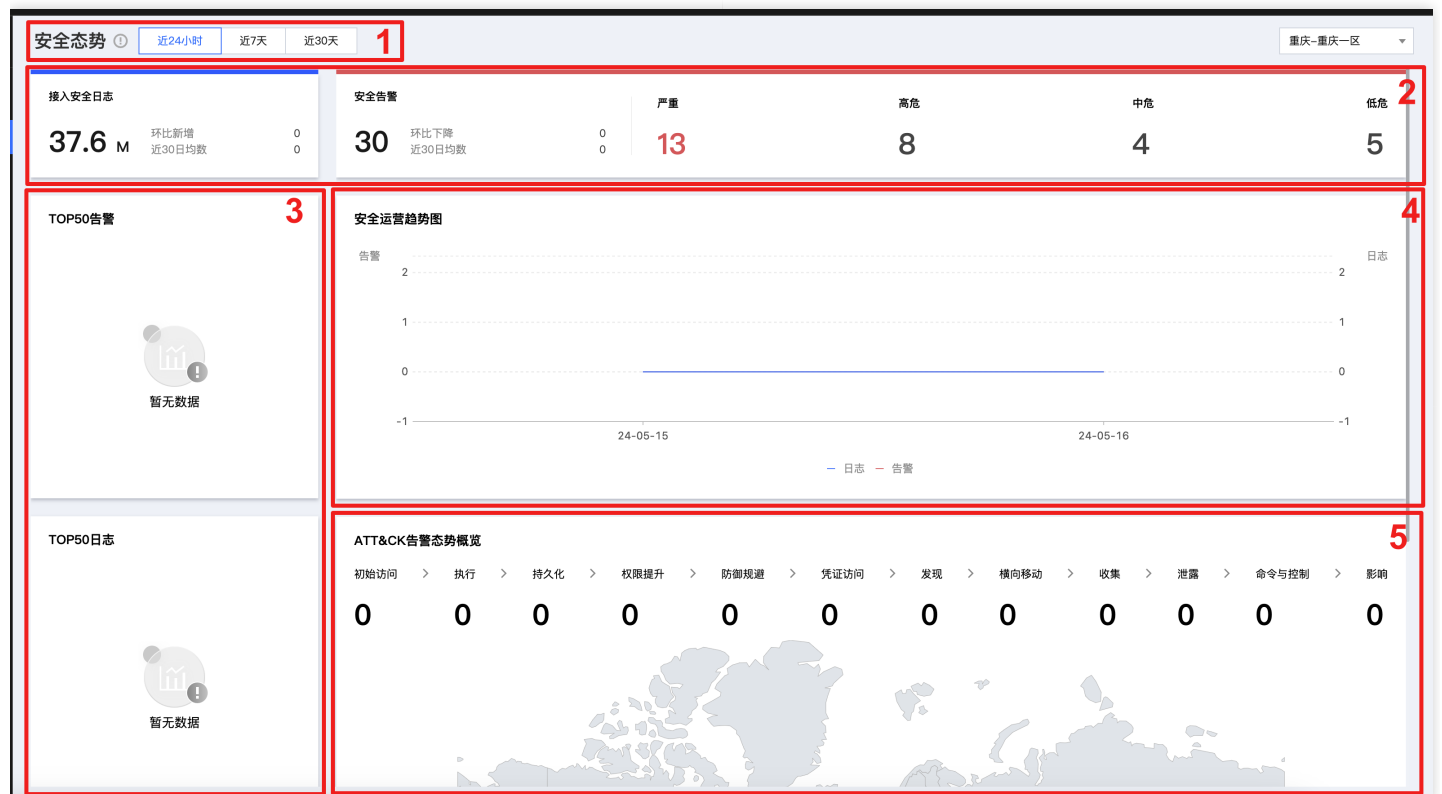 安全态势 近24小时 近7天 近30天 1 重庆-重庆一区
接入安全日志
37.6 M 环比新增 0
近30日均数 0
安全告警 严重 高危 中危 低危 2
30 环比下降 0 13 8 4 5
近30日均数 0
TOP50告警 3
暂无数据
安全运营趋势图 4
告警 日志
2 2
1 1
0 0
-1 -1
24-05-15 24-05-16
日志 告警
TOP50日志
暂无数据
ATT&CK告警态势概览 5
初始访问 > 执行 > 持久化 > 权限提升 > 防御规避 > 凭证访问 > 发现 > 横向移动 > 收集 > 泄露 > 命令与控制 > 影响
0 0 0 0 0 0 0 0 0 0 0 0